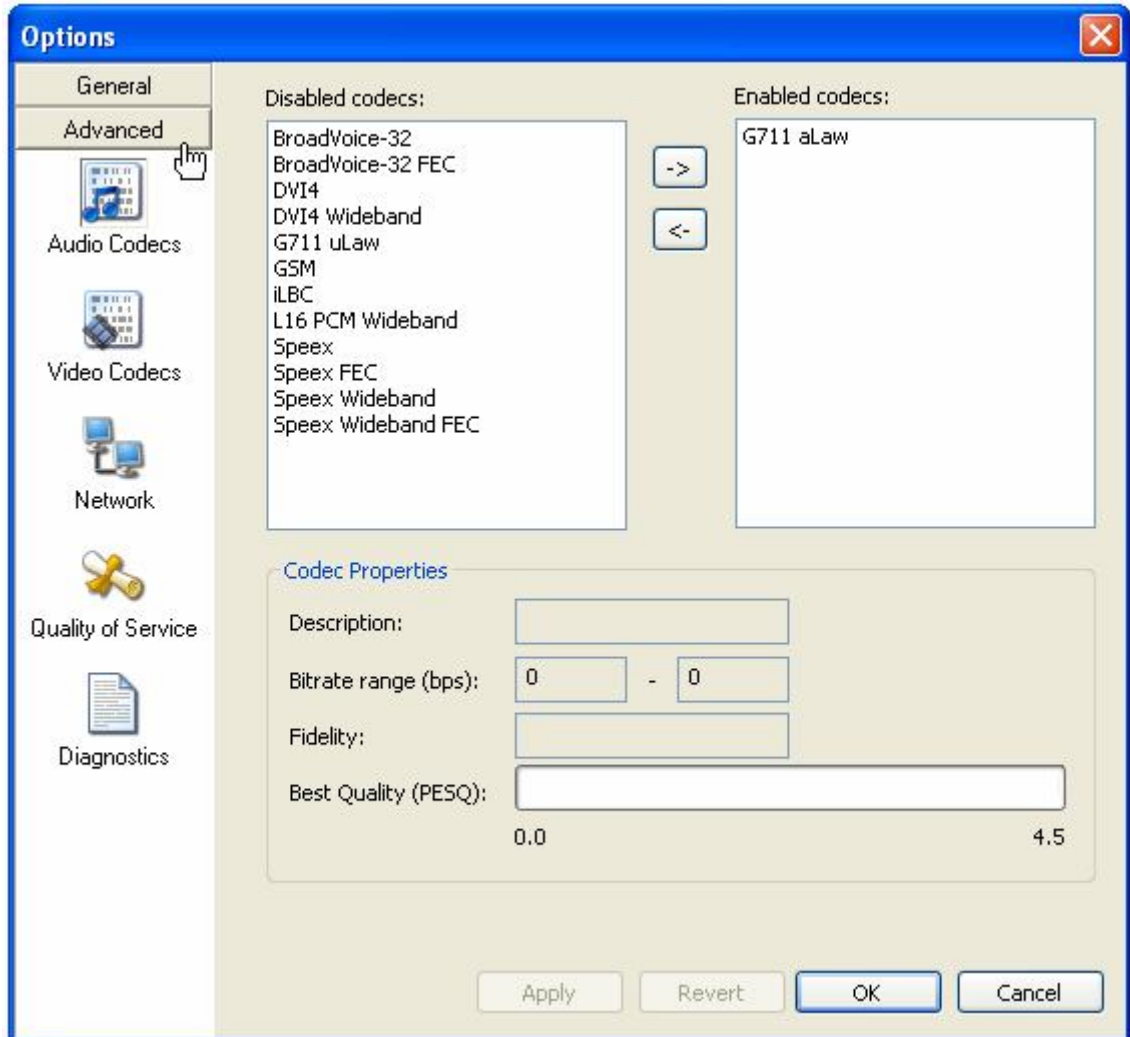 Options
General
Advanced
Audio Codecs
Video Codecs
Network
Quality of Service
Diagnostics
Disabled codecs:
BroadVoice-32
BroadVoice-32 FEC
DVI4
DVI4 Wideband
G711 uLaw
GSM
iLBC
L16 PCM Wideband
Speex
Speex FEC
Speex Wideband
Speex Wideband FEC
->
<-
Enabled codecs:
G711 aLaw
Codec Properties
Description:
Bitrate range (bps): 0 - 0
Fidelity:
Best Quality (PESQ):
0.0 4.5
Apply Revert OK Cancel